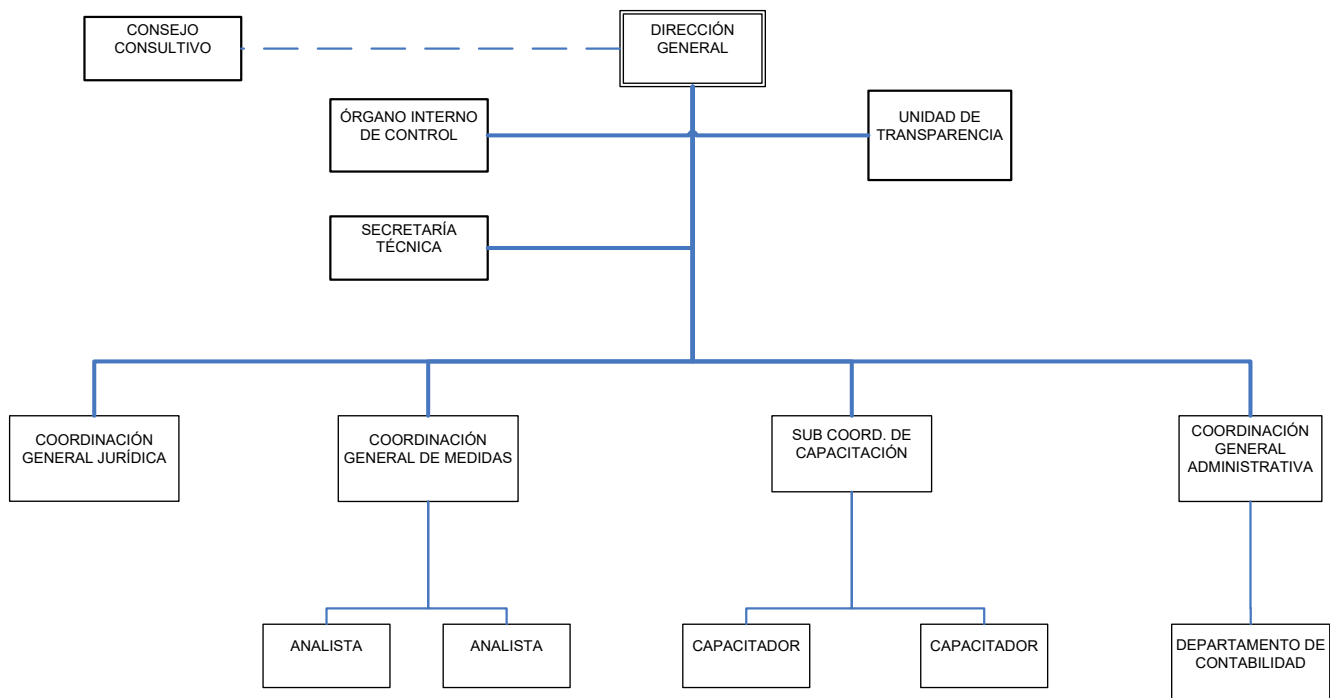 CONSEJO
CONSULTIVO
DIRECCIÓN
GENERAL
ÓRGANO INTERNO
DE CONTROL
UNIDAD DE
TRANSPARENCIA
SECRETARÍA
TÉCNICA
COORDINACIÓN
GENERAL JURÍDICA
COORDINACIÓN
GENERAL DE MEDIDAS
SUB COORD. DE
CAPACITACIÓN
COORDINACIÓN
GENERAL
ADMINISTRATIVA
ANALISTA
ANALISTA
CAPACITADOR
CAPACITADOR
DEPARTAMENTO DE
CONTABILIDAD